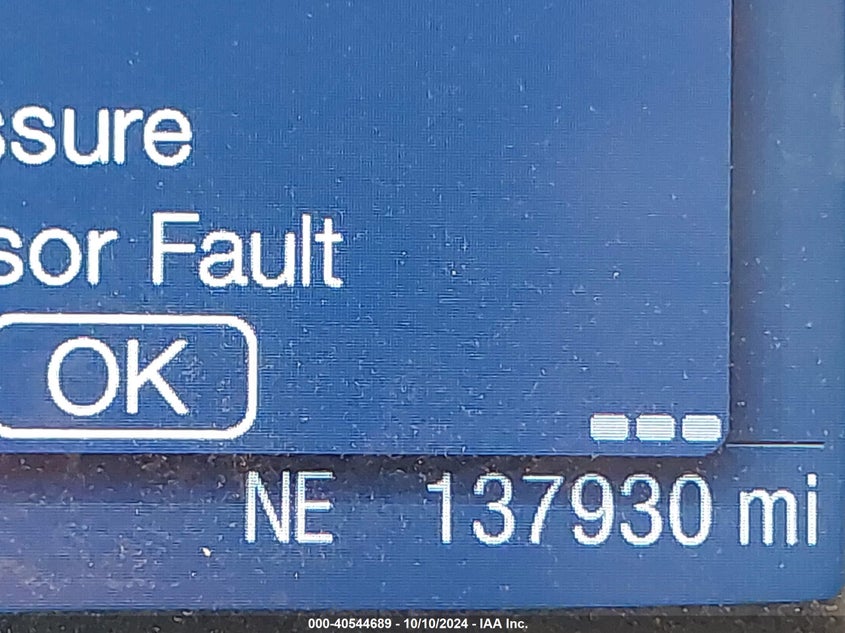 ssure
sor Fault
OK
NE 137930 mi
000-40544689 - 10/10/2024 - IAA Inc.